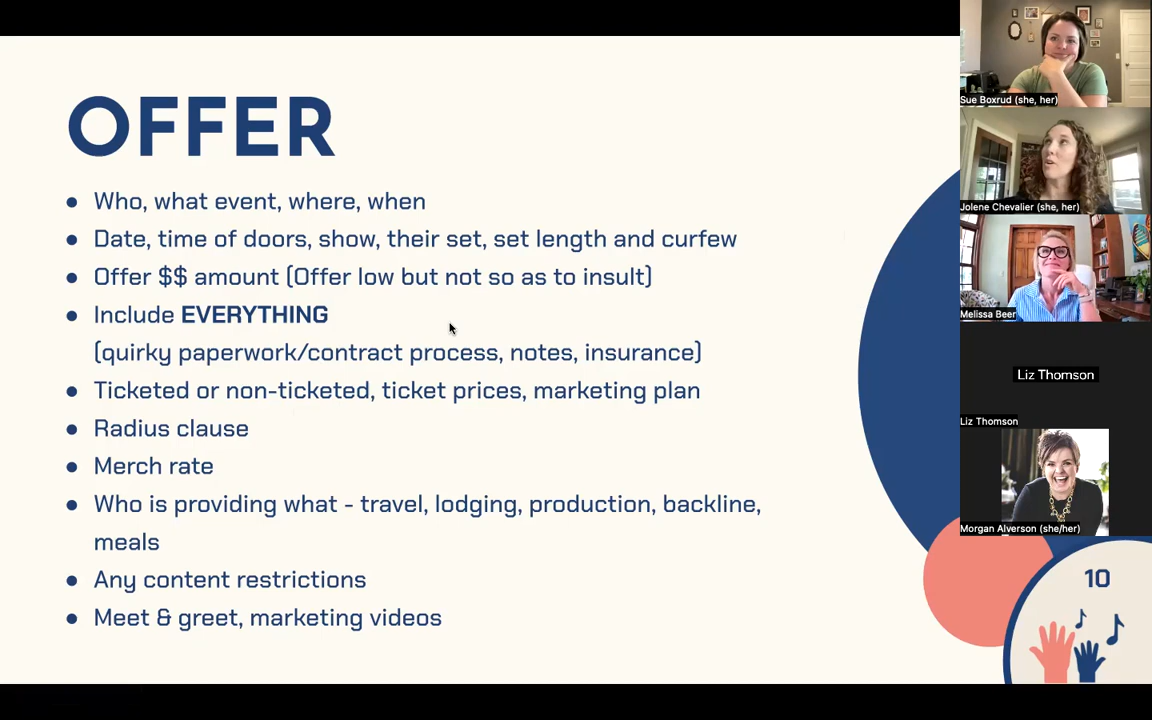 OFFER
● Who, what event, where, when
● Date, time of doors, show, their set, set length and curfew
● Offer $$ amount (Offer low but not so as to insult)
● Include EVERYTHING
(quirky paperwork/contract process, notes, insurance)
● Ticketed or non-ticketed, ticket prices, marketing plan
● Radius clause
● Merch rate
● Who is providing what - travel, lodging, production, backline,
meals
● Any content restrictions
● Meet & greet, marketing videos
10
Sue Boxrud (she, her)
Jolene Chevalier (she, her)
Melissa Beer
Liz Thomson
Liz Thomson
Morgan Alverson (she/her)